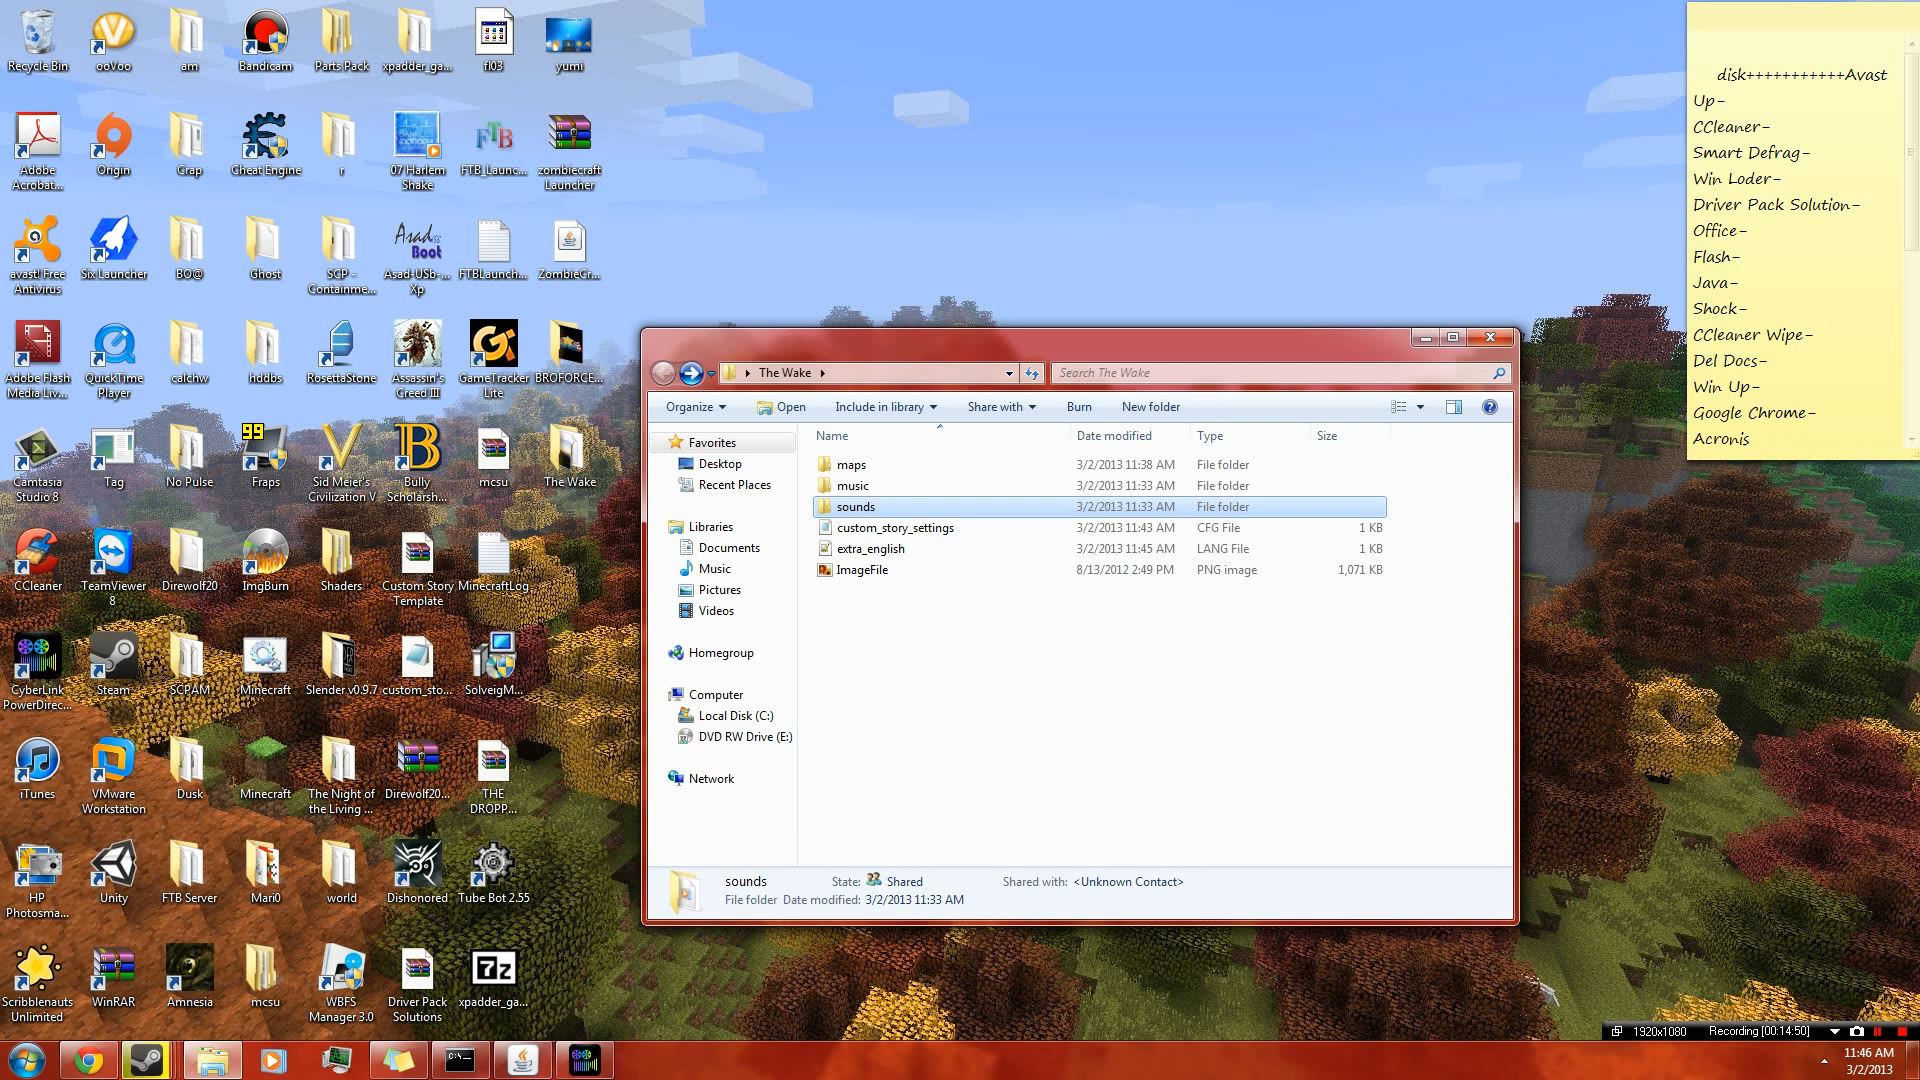 Recycle Bin
ooVoo
am
Bandicam
Parts Pack
xpadder_ga...
fl03
yumi
Adobe
Acrobat...
Origin
Crap
Cheat Engine
r
07 Harlem
Shake
FTB
FTB_Launc...
zombiecraft
Launcher
avast! Free
Antivirus
Six Launcher
BO@
Ghost
SCP -
Containme...
Asad
Boot
Asad-USb-...
Xp
FTBLaunch...
ZombieCr...
Adobe Flash
Media Liv...
QuickTime
Player
calchw
hddbs
RosettaStone
Assassin's
Creed III
GameTracker
Lite
BROFORCE...
Camtasia
Studio 8
Tag
No Pulse
99
Fraps
Sid Meier's
Civilization V
Bully
Scholarsh...
mcsu
The Wake
CCleaner
TeamViewer
8
Direwolf20
ImgBurn
Shaders
Custom Story
Template
MinecraftLog
CyberLink
PowerDirec...
Steam
SCPAM
Minecraft
Slender v0.9.7
custom_sto...
SolveigM...
iTunes
VMware
Workstation
Dusk
Minecraft
The Night of
the Living ...
Direwolf20...
THE
DROPP...
HP
Photosma...
Unity
FTB Server
Mari0
world
Dishonored
Tube Bot 2.55
Scribblenauts
Unlimited
WinRAR
Amnesia
mcsu
WBFS
Manager 3.0
Driver Pack
Solutions
7z
xpadder_ga...
The Wake
Search The Wake
Organize
Open
Include in library
Share with
Burn
New folder
Name
Date modified
Type
Size
Favorites
Desktop
Recent Places
Libraries
Documents
Music
Pictures
Videos
Homegroup
Computer
Local Disk (C:)
DVD RW Drive (E:)
Network
maps 3/2/2013 11:38 AM File folder
music 3/2/2013 11:33 AM File folder
sounds 3/2/2013 11:33 AM File folder
custom_story_settings 3/2/2013 11:43 AM CFG File 1 KB
extra_english 3/2/2013 11:45 AM LANG File 1 KB
ImageFile 8/13/2012 2:49 PM PNG image 1,071 KB
sounds State: Shared Shared with: <Unknown Contact>
File folder Date modified: 3/2/2013 11:33 AM
disk+++++++++++Avast
Up-
CCleaner-
Smart Defrag-
Win Loder-
Driver Pack Solution-
Office-
Flash-
Java-
Shock-
CCleaner Wipe-
Del Docs-
Win Up-
Google Chrome-
Acronis
1920x1080 Recording [00:14:50]
11:46 AM
3/2/2013